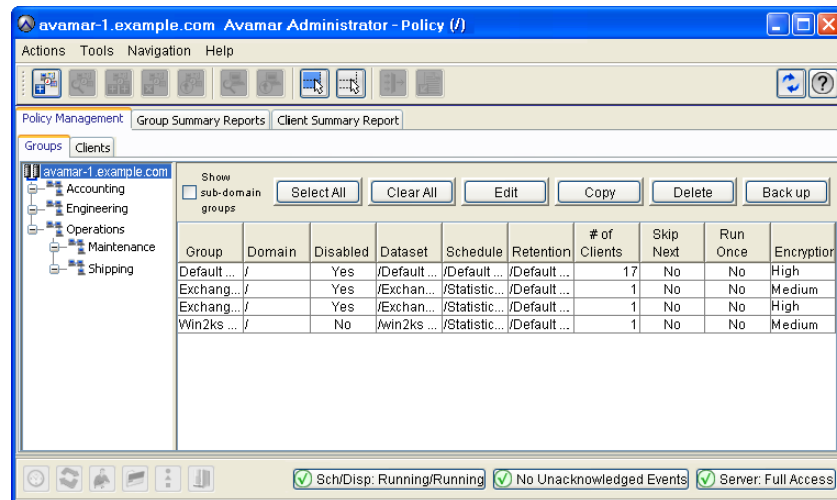 avamar-1.example.com Avamar Administrator - Policy (/)
Actions Tools Navigation Help
Policy Management Group Summary Reports Client Summary Report
Groups Clients
avamar-1.example.com
Accounting
Engineering
Operations
Maintenance
Shipping
Show
sub-domain
groups
Select All Clear All Edit Copy Delete Back up
Group Domain Disabled Dataset Schedule Retention # of Clients Skip Next Run Once Encryption
Default ... / Yes /Default ... /Default ... /Default ... 17 No No High
Exchang... / Yes /Exchan... /Statistic... /Default ... 1 No No Medium
Exchang... / Yes /Exchan... /Statistic... /Default ... 1 No No High
Win2ks ... / No /win2ks ... /Statistic... /Default ... 1 No No Medium
Sch/Disp: Running/Running No Unacknowledged Events Server: Full Access